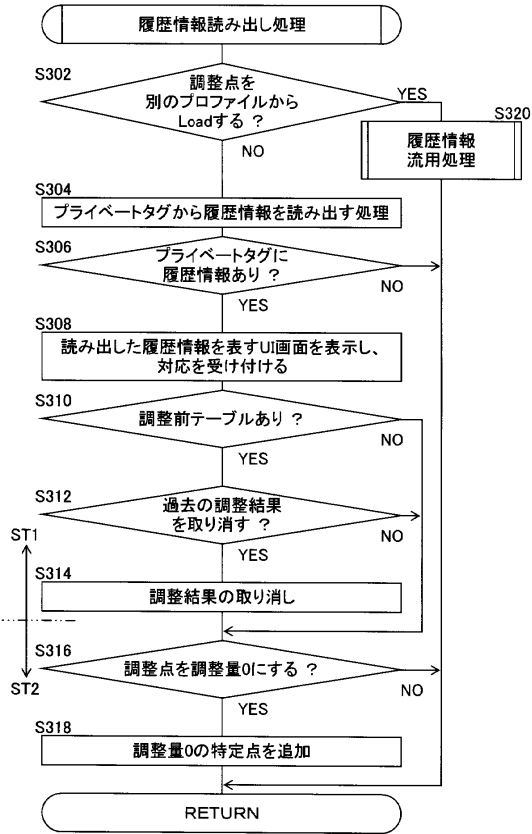 履歴情報読み出し処理
S302
調整点を
別のプロファイルから
Loadする ？
YES
S320
履歴情報
流用処理
NO
S304
プライベートタグから履歴情報を読み出す処理
S306
プライベートタグに
履歴情報あり ？
NO
YES
S308
読み出した履歴情報を表すUI画面を表示し、
対応を受け付ける
S310
調整前テーブルあり ？
NO
YES
S312
過去の調整結果
を取り消す ？
NO
ST1
YES
S314
調整結果の取り消し
S316
調整点を調整量0にする ？
ST2
NO
YES
S318
調整量0の特定点を追加
RETURN